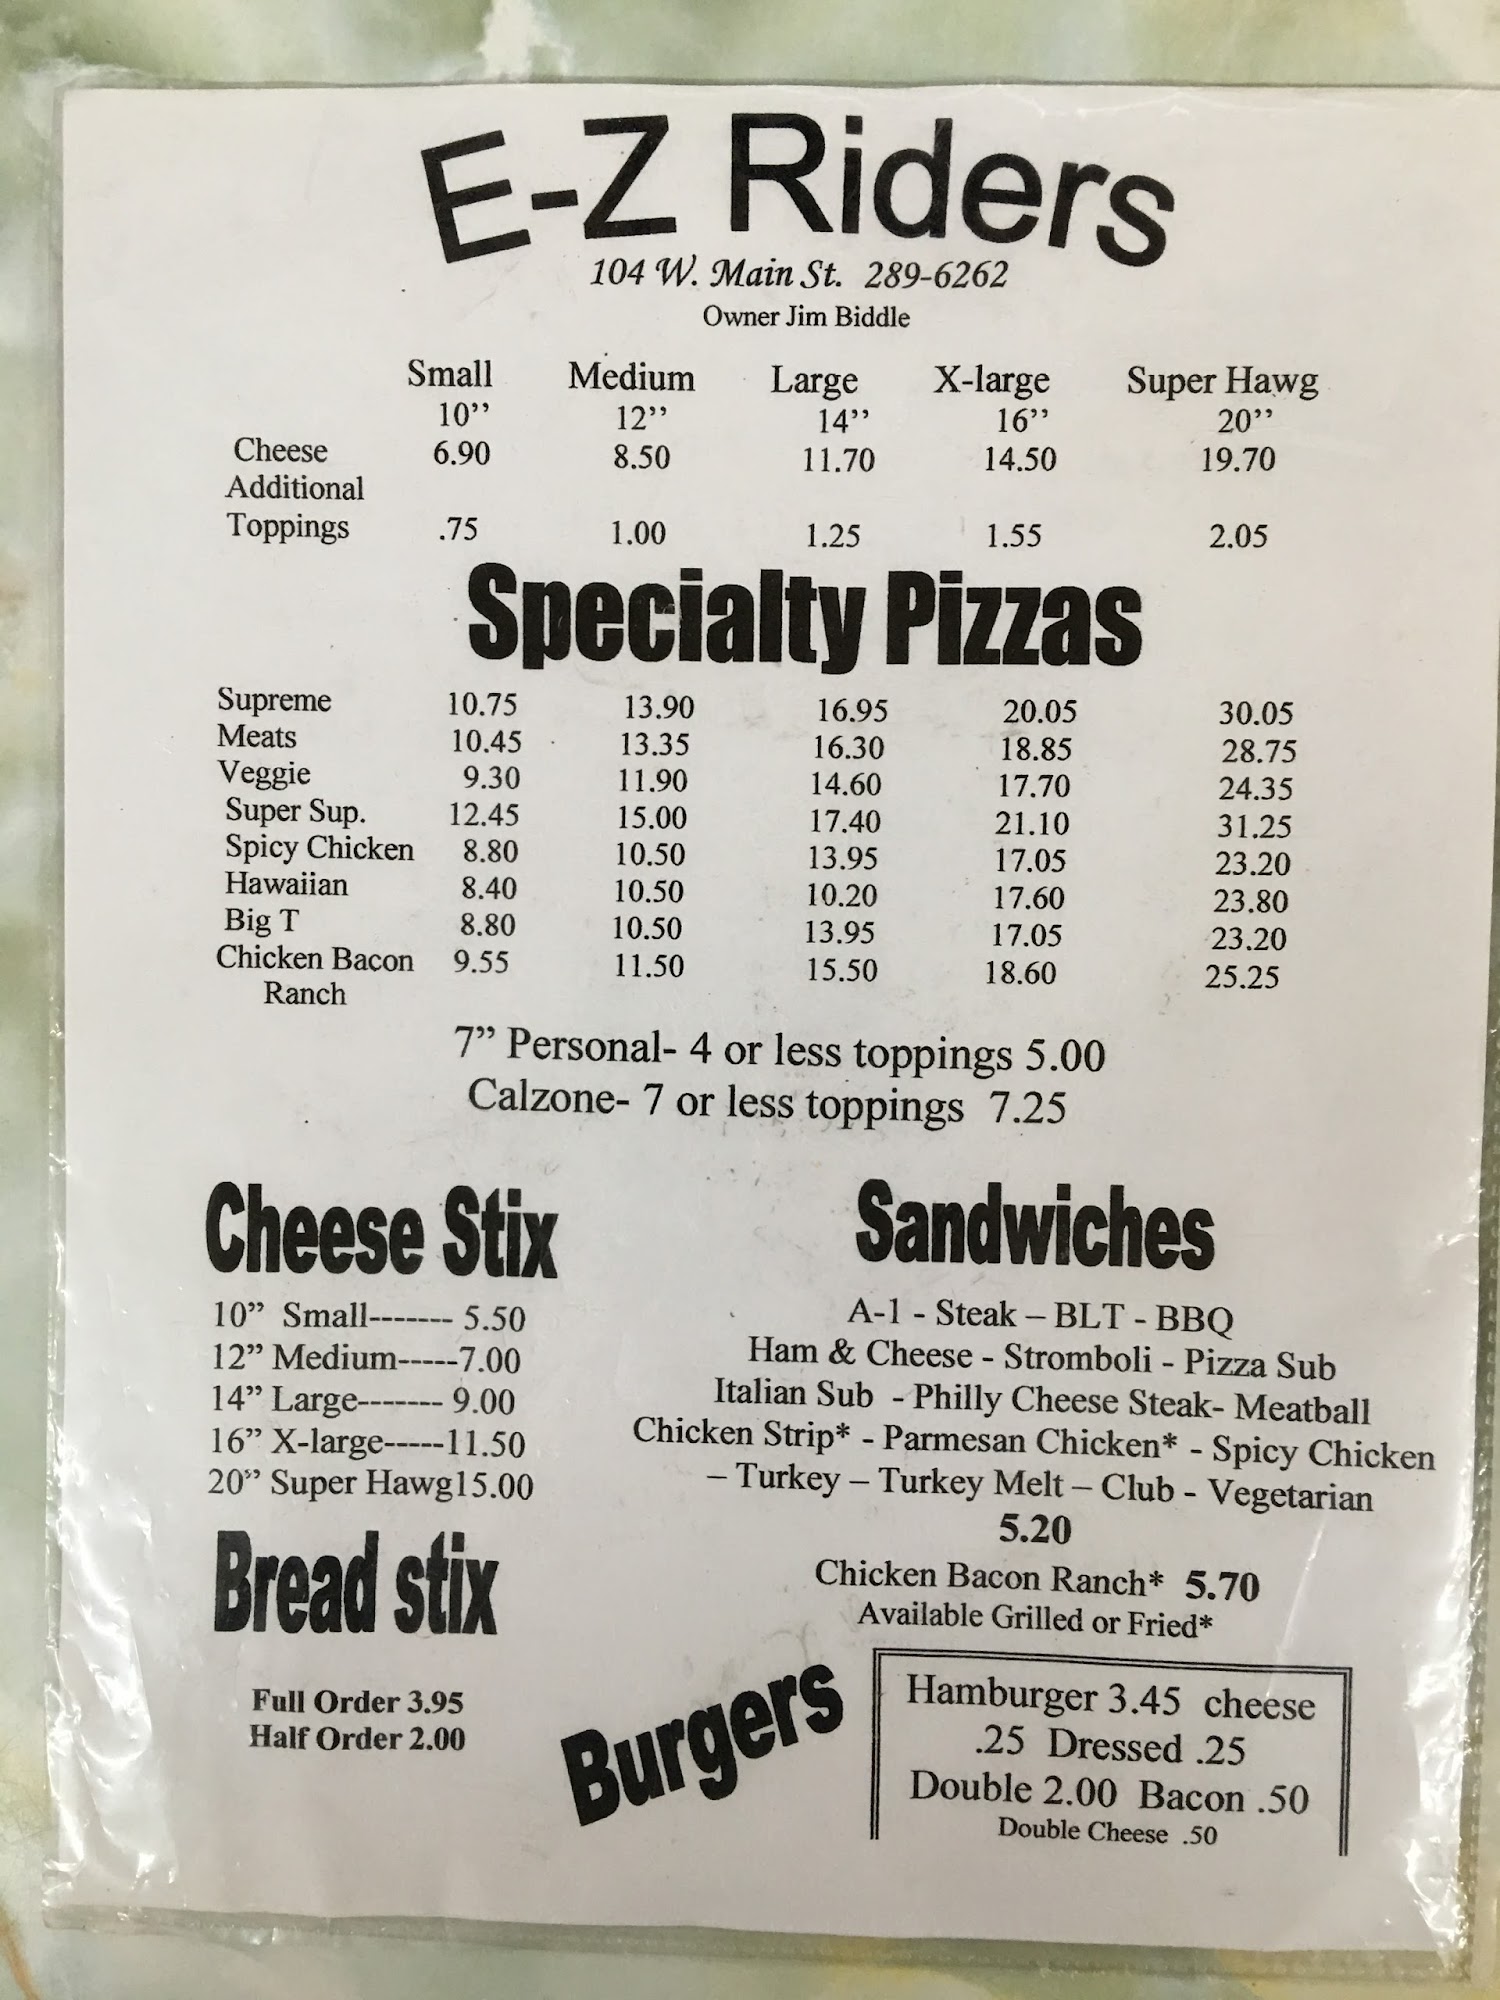 E-Z Riders
104 W. Main St. 289-6262
Owner Jim Biddle
Small Medium Large X-large Super Hawg
10’’ 12’’ 14’’ 16’’ 20’’
Cheese 6.90 8.50 11.70 14.50 19.70
Additional
Toppings .75 1.00 1.25 1.55 2.05
Specialty Pizzas
Supreme 10.75 13.90 16.95 20.05 30.05
Meats 10.45 13.35 16.30 18.85 28.75
Veggie 9.30 11.90 14.60 17.70 24.35
Super Sup. 12.45 15.00 17.40 21.10 31.25
Spicy Chicken 8.80 10.50 13.95 17.05 23.20
Hawaiian 8.40 10.50 10.20 17.60 23.80
Big T 8.80 10.50 13.95 17.05 23.20
Chicken Bacon 9.55 11.50 15.50 18.60 25.25
Ranch
7” Personal- 4 or less toppings 5.00
Calzone- 7 or less toppings 7.25
Cheese Stix
10” Small------- 5.50
12” Medium-----7.00
14” Large------- 9.00
16” X-large-----11.50
20” Super Hawg15.00
Bread stix
Full Order 3.95
Half Order 2.00
Sandwiches
A-1 - Steak – BLT - BBQ
Ham & Cheese - Stromboli - Pizza Sub
Italian Sub - Philly Cheese Steak- Meatball
Chicken Strip* - Parmesan Chicken* - Spicy Chicken
– Turkey – Turkey Melt – Club - Vegetarian
5.20
Chicken Bacon Ranch* 5.70
Available Grilled or Fried*
Burgers
Hamburger 3.45 cheese
.25 Dressed .25
Double 2.00 Bacon .50
Double Cheese .50